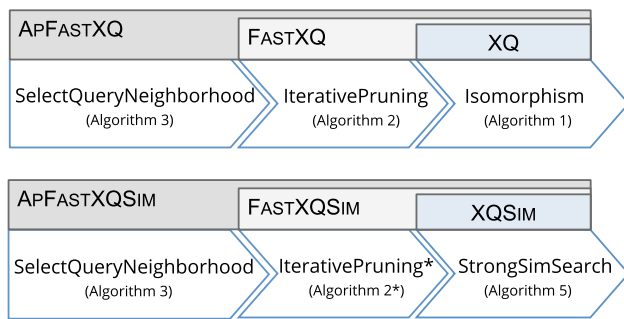 APFASTXQ
FASTXQ
XQ
SelectQueryNeighborhood
IterativePruning
Isomorphism
(Algorithm 3)
(Algorithm 2)
(Algorithm 1)
APFASTXQSIM
FASTXQSIM
XQSIM
SelectQueryNeighborhood
IterativePruning*
StrongSimSearch
(Algorithm 3)
(Algorithm 2*)
(Algorithm 5)